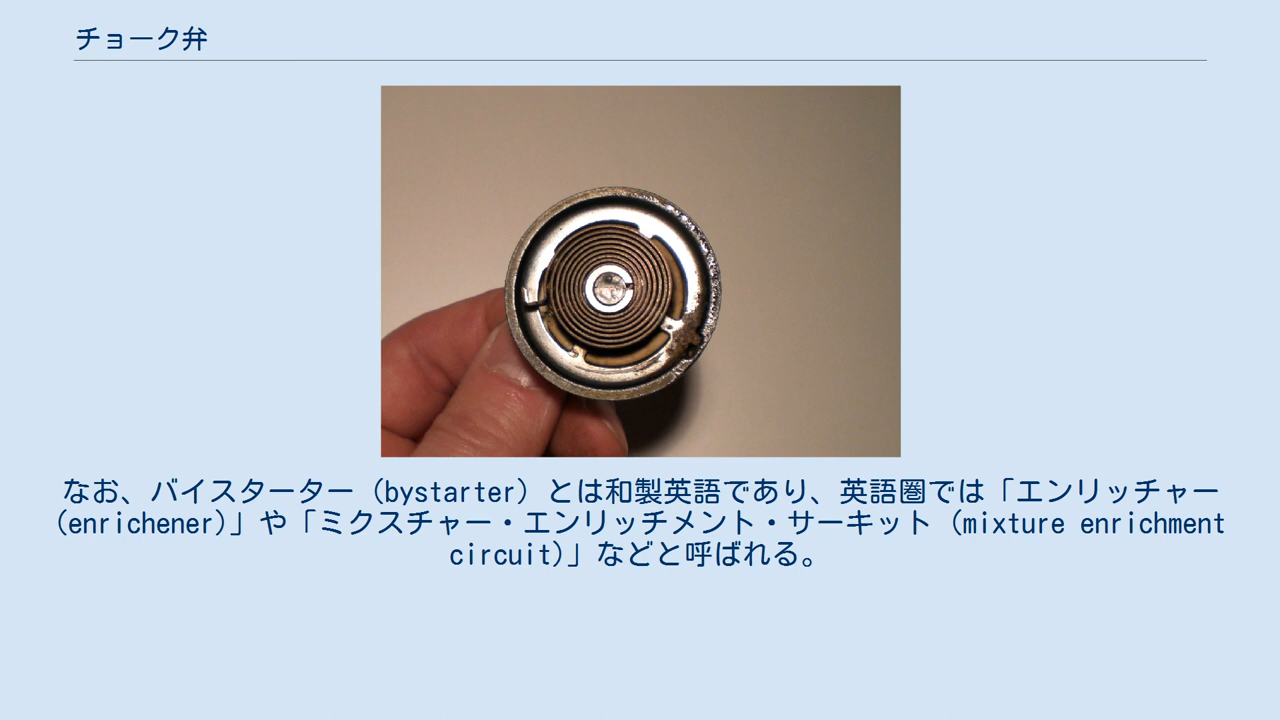 チョーク弁
なお、バイスターター（bystarter）とは和製英語であり、英語圏では「エンリッチャー
(enrichener)」や「ミクスチャー・エンリッチメント・サーキット（mixture enrichment
circuit)」などと呼ばれる。